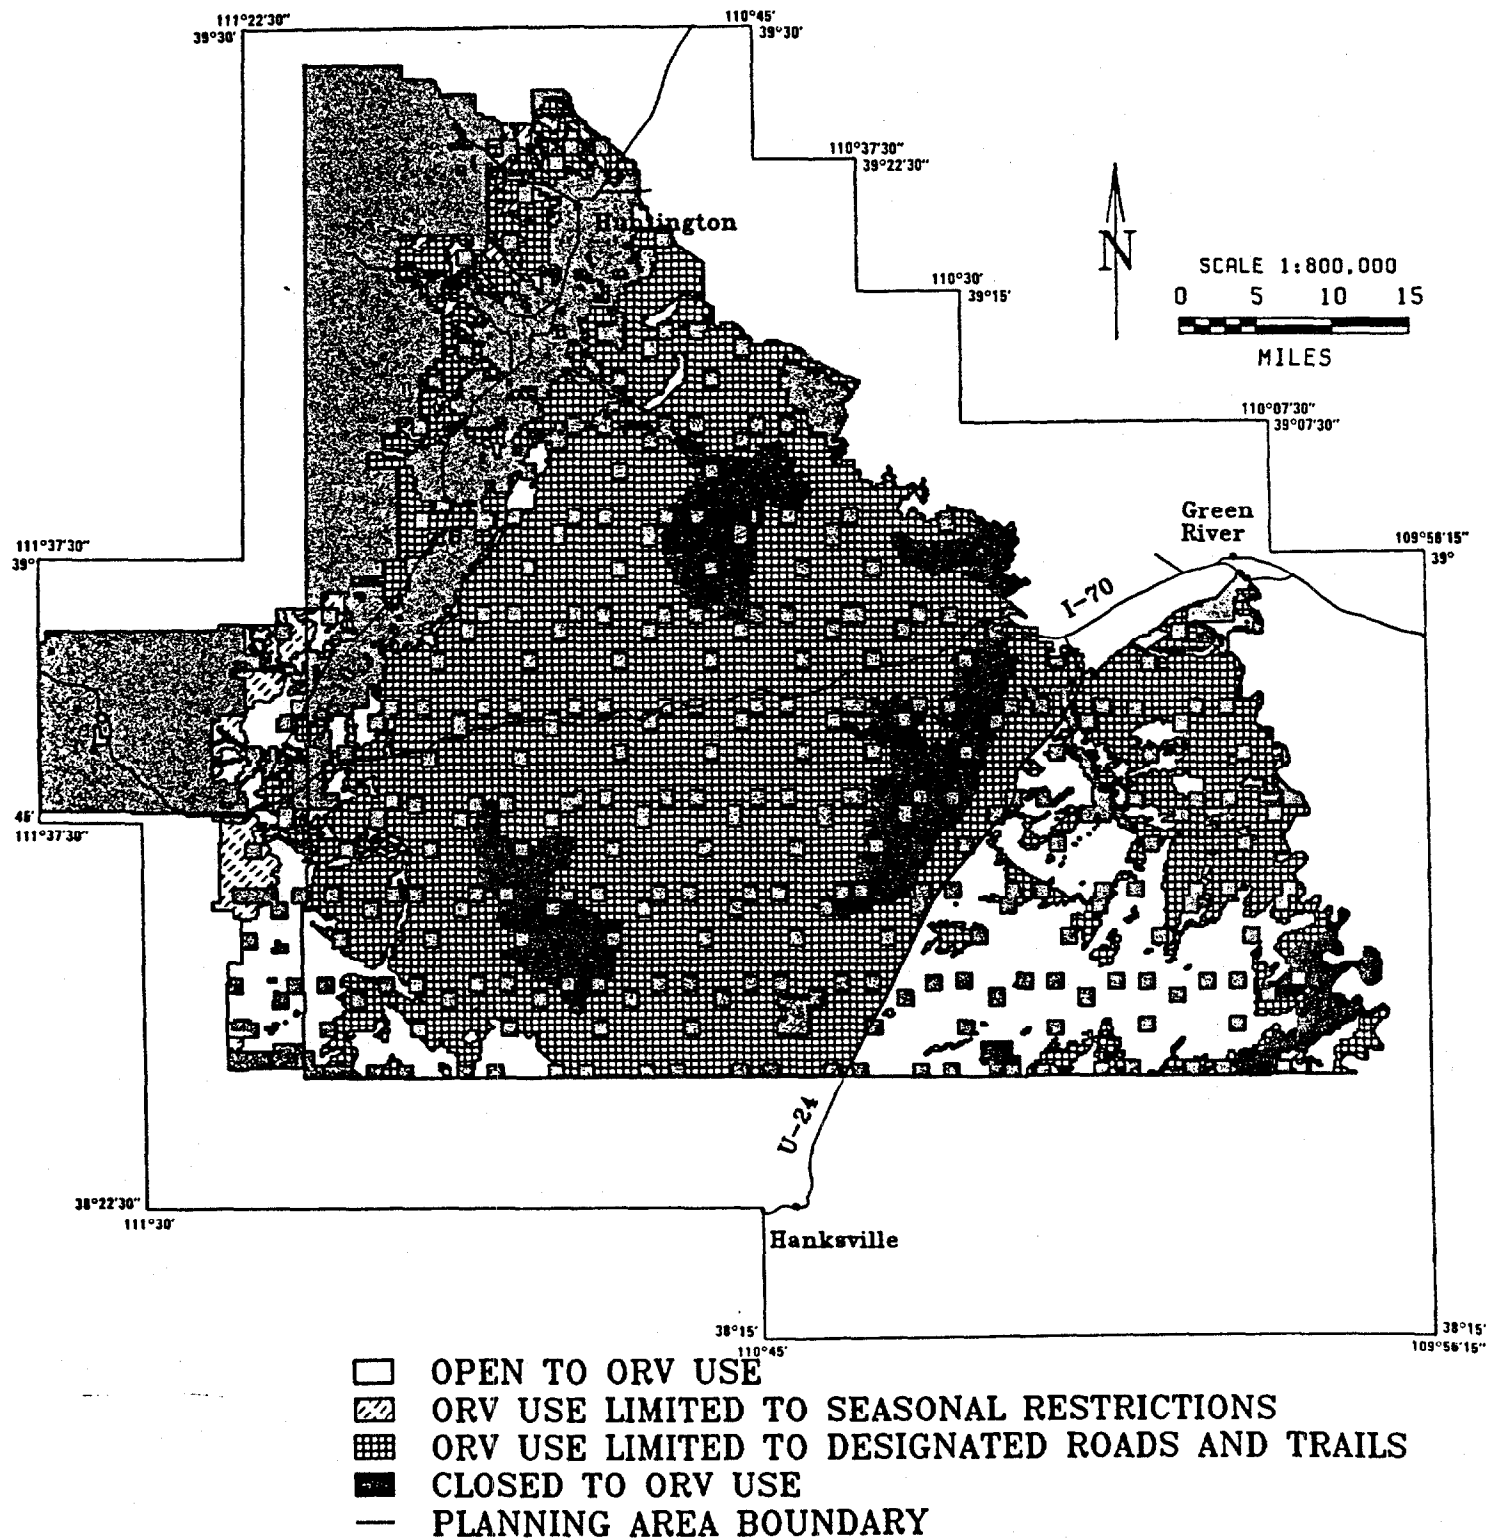 111°22'30"
39°30'
110°45'
39°30'
110°37'30"
39°22'30"
Huntington
N
SCALE 1:800,000
0 5 10 15
MILES
110°30'
39°15'
110°07'30"
39°07'30"
Green
River
111°37'30"
39°
109°56'15"
39°
I-70
45'
111°37'30"
U-24
38°22'30"
111°30'
Hanksville
38°15'
110°45'
38°15'
109°56'15"
OPEN TO ORV USE
ORV USE LIMITED TO SEASONAL RESTRICTIONS
ORV USE LIMITED TO DESIGNATED ROADS AND TRAILS
CLOSED TO ORV USE
PLANNING AREA BOUNDARY